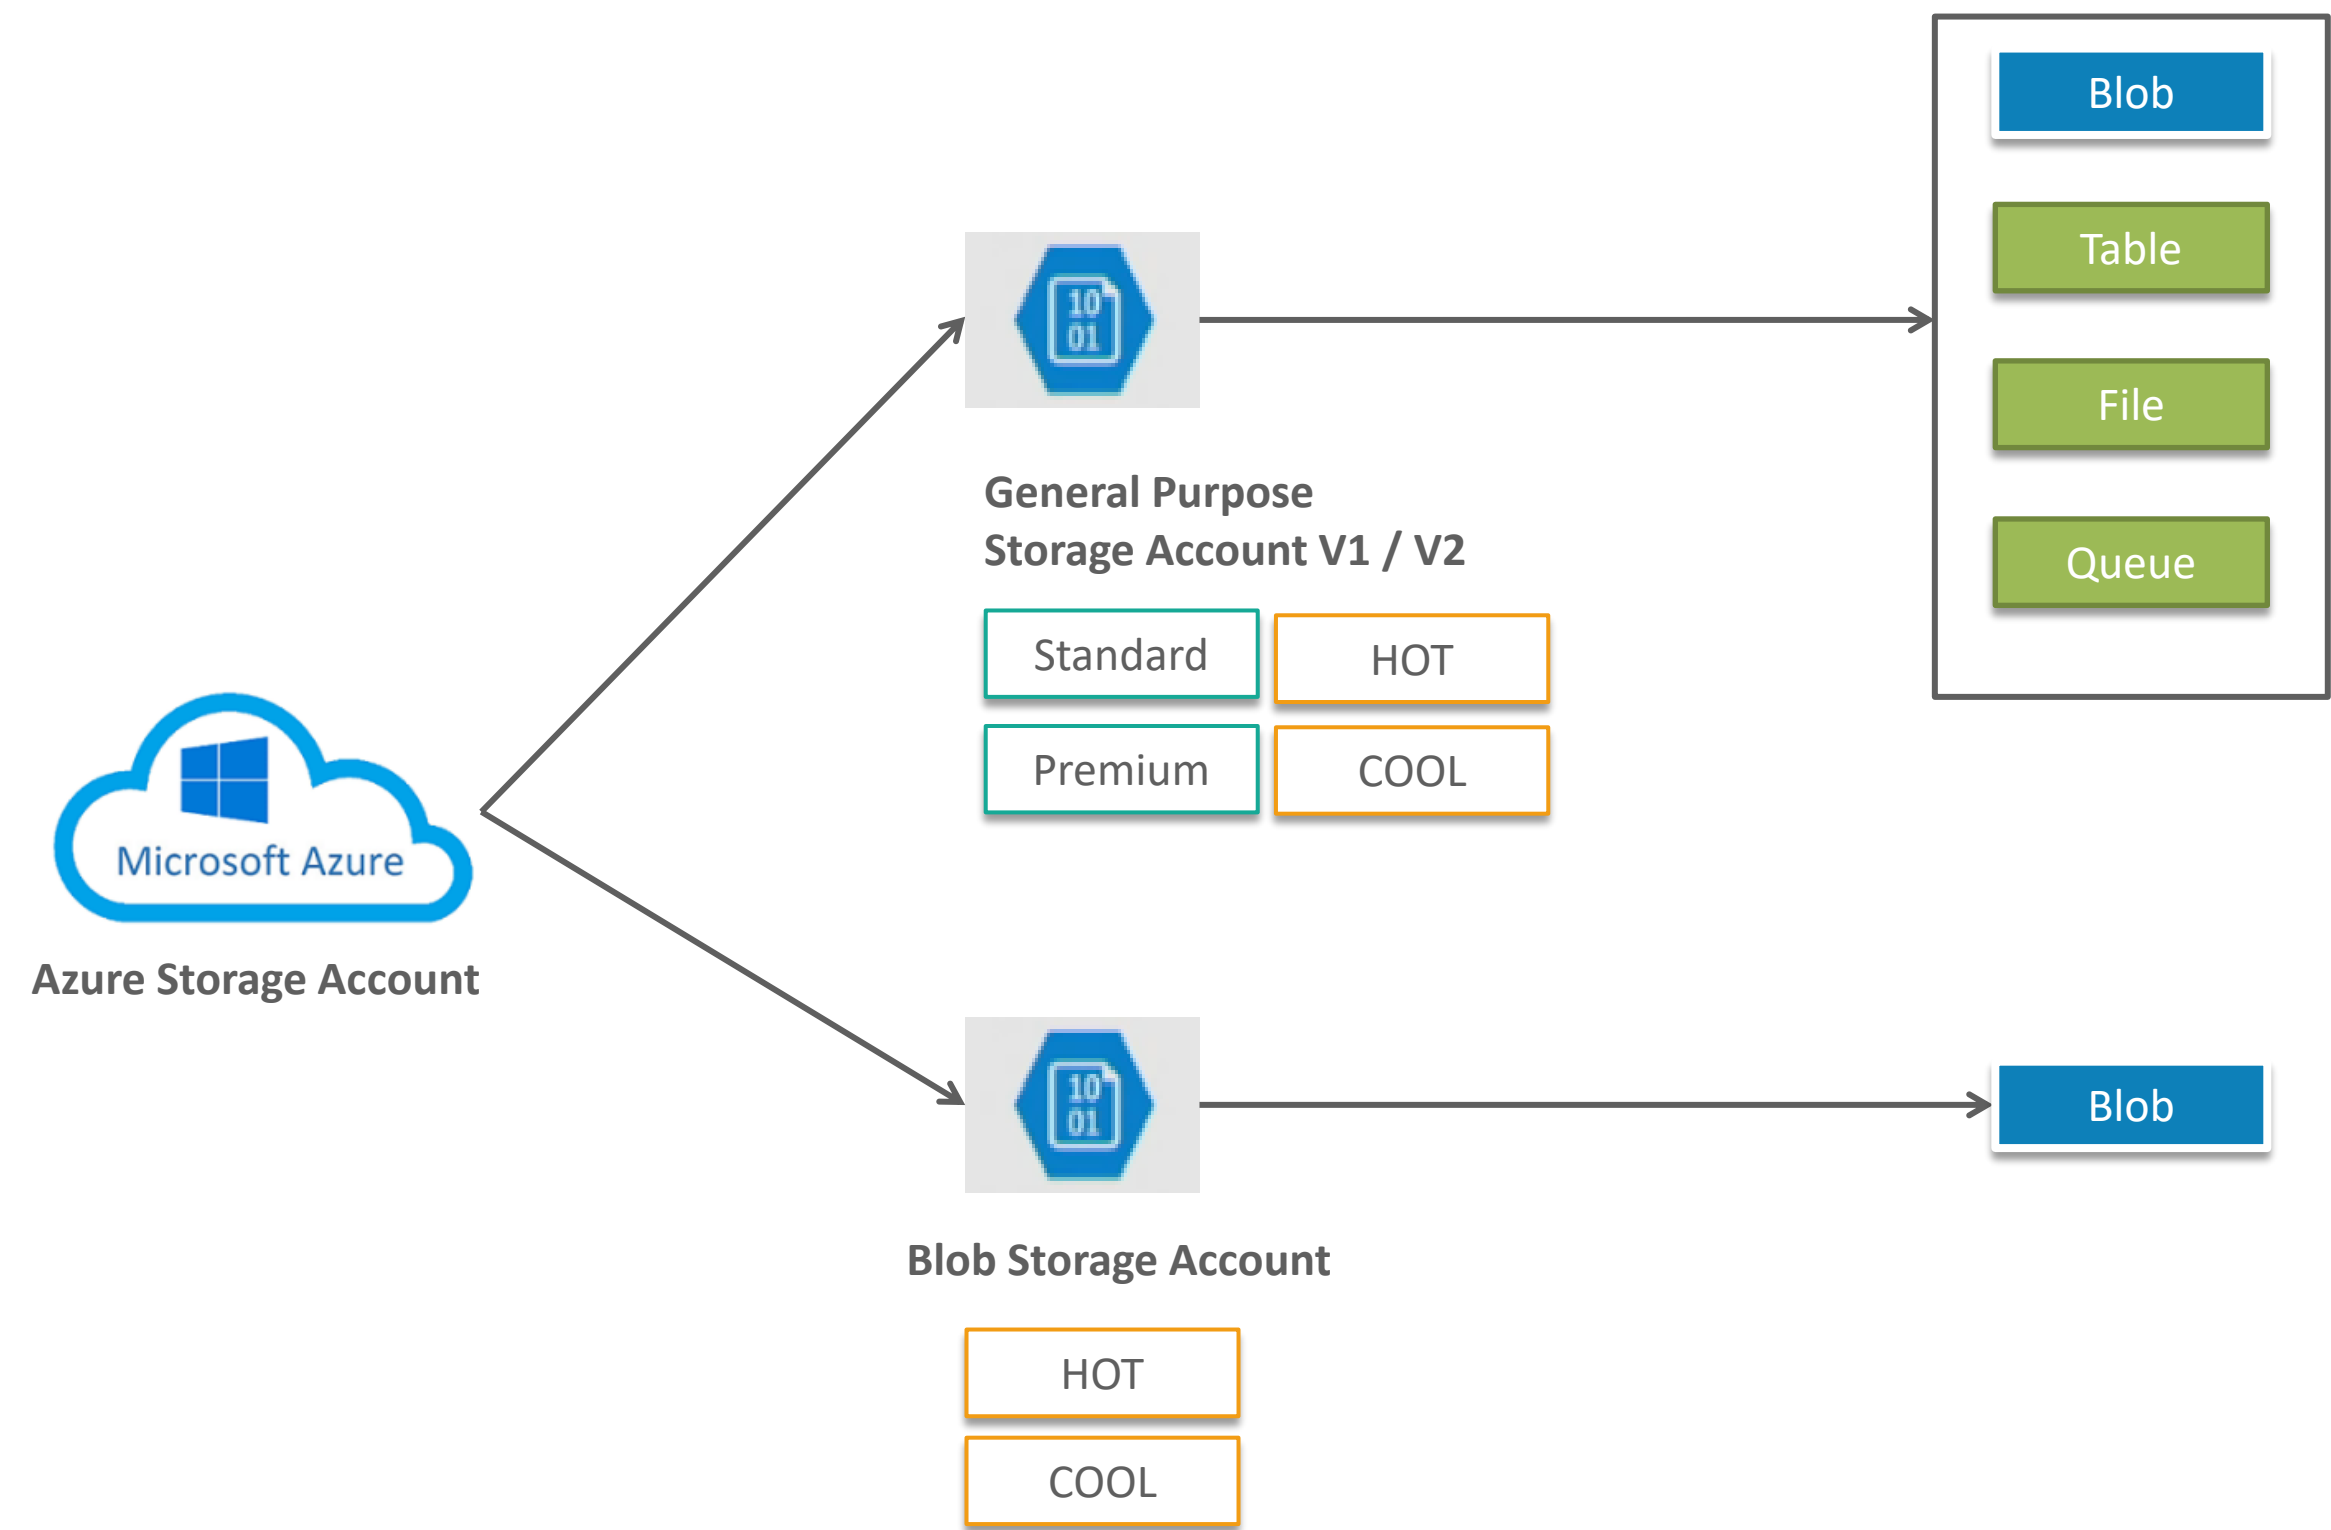 Blob
Table
File
Queue
10
01
General Purpose
Storage Account V1 / V2
Standard
HOT
Premium
COOL
Microsoft Azure
Azure Storage Account
10
01
Blob
Blob Storage Account
HOT
COOL